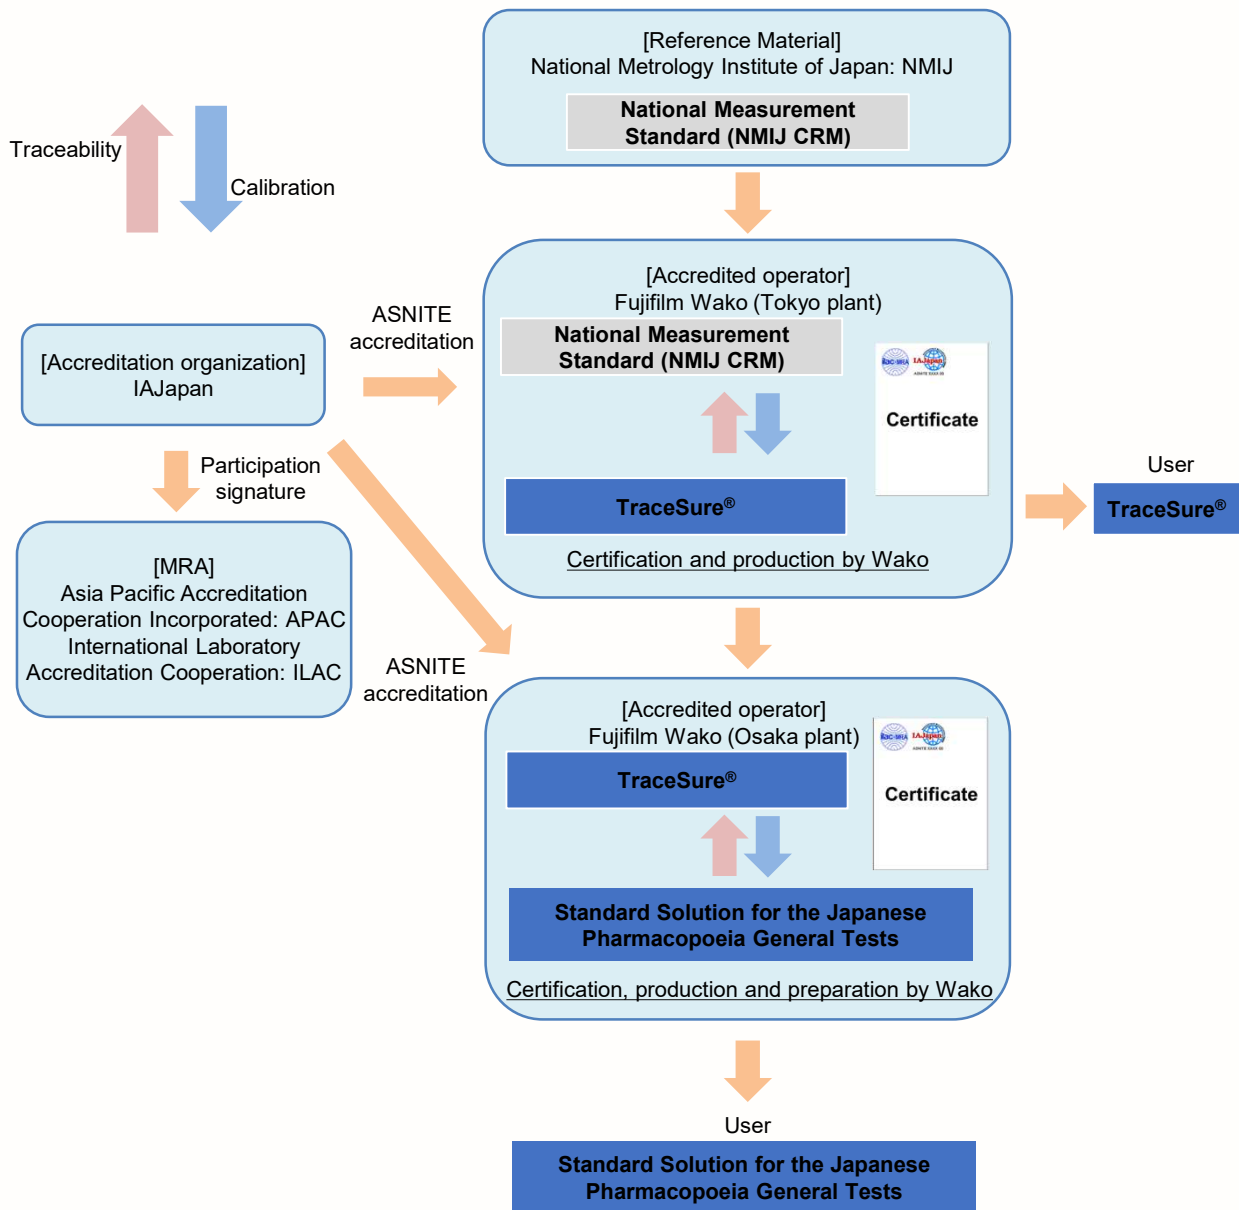 [Reference Material]
National Metrology Institute of Japan: NMIJ
National Measurement
Standard (NMIJ CRM)
Traceability
Calibration
[Accredited operator]
Fujifilm Wako (Tokyo plant)
ASNITE
accreditation
National Measurement
Standard (NMIJ CRM)
[Accreditation organization]
IAJapan
IAJapan
Certificate
Participation
signature
User
TraceSure®
TraceSure®
Certification and production by Wako
[MRA]
Asia Pacific Accreditation
Cooperation Incorporated: APAC
International Laboratory
Accreditation Cooperation: ILAC
ASNITE
accreditation
[Accredited operator]
Fujifilm Wako (Osaka plant)
IAJapan
TraceSure®
Certificate
Standard Solution for the Japanese
Pharmacopoeia General Tests
Certification, production and preparation by Wako
User
Standard Solution for the Japanese
Pharmacopoeia General Tests